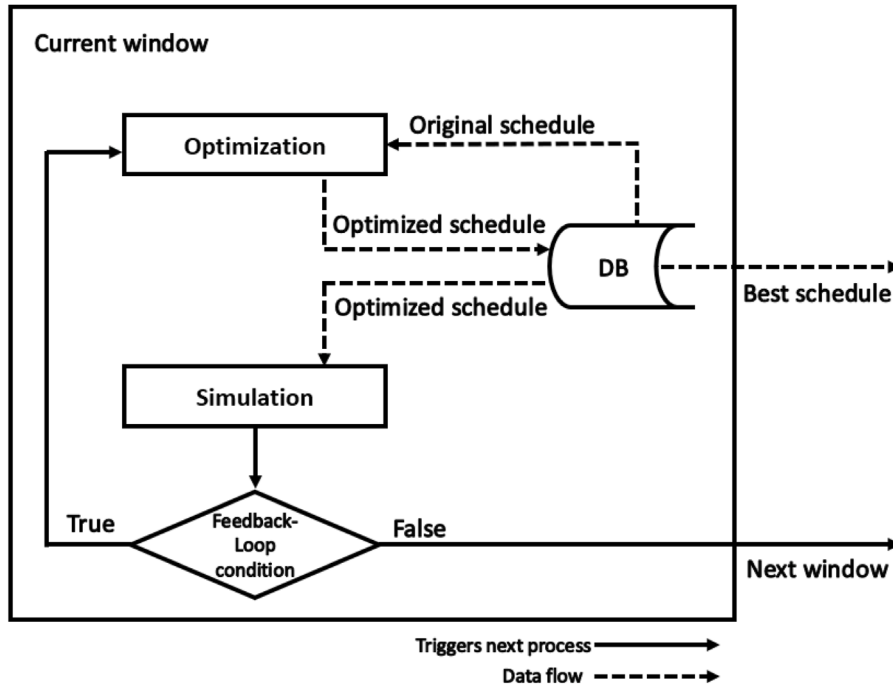 Current window
Original schedule
Optimization
Optimized schedule
DB
Best schedule
Optimized schedule
Simulation
True
Feedback-
Loop
condition
False
Next window
Triggers next process
Data flow